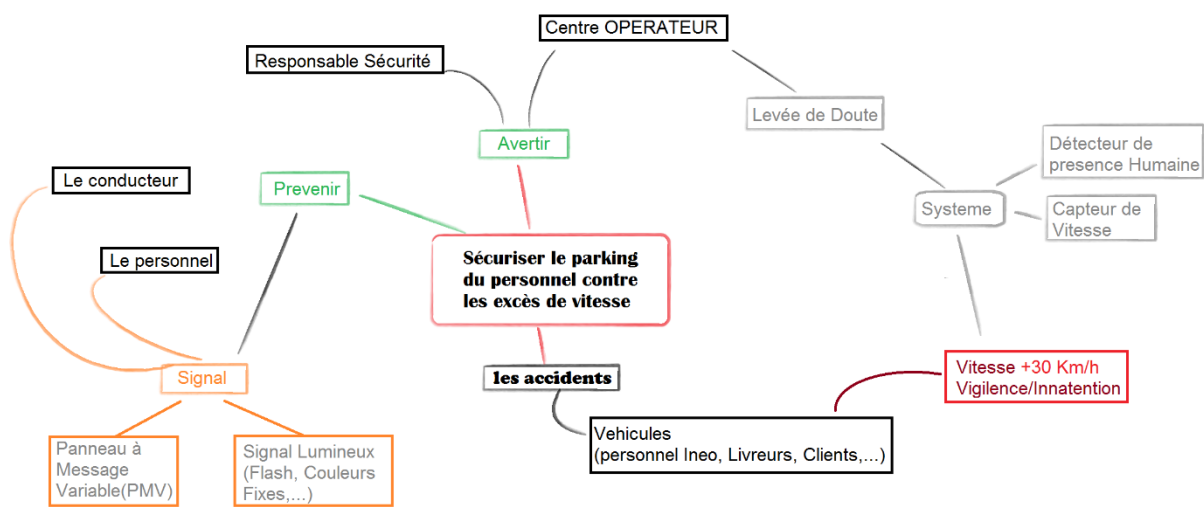 Centre OPERATEUR
Responsable Sécurité
Levée de Doute
Avertir
Détecteur de
presence Humaine
Le conducteur
Prevenir
Systeme
Capteur de
Vitesse
Le personnel
Sécuriser le parking
du personnel contre
les excès de vitesse
Signal
les accidents
Vitesse +30 Km/h
Vigilence/Innatention
Panneau à
Message
Variable(PMV)
Signal Lumineux
(Flash, Couleurs
Fixes,...)
Vehicules
(personnel Ineo, Livreurs, Clients,...)